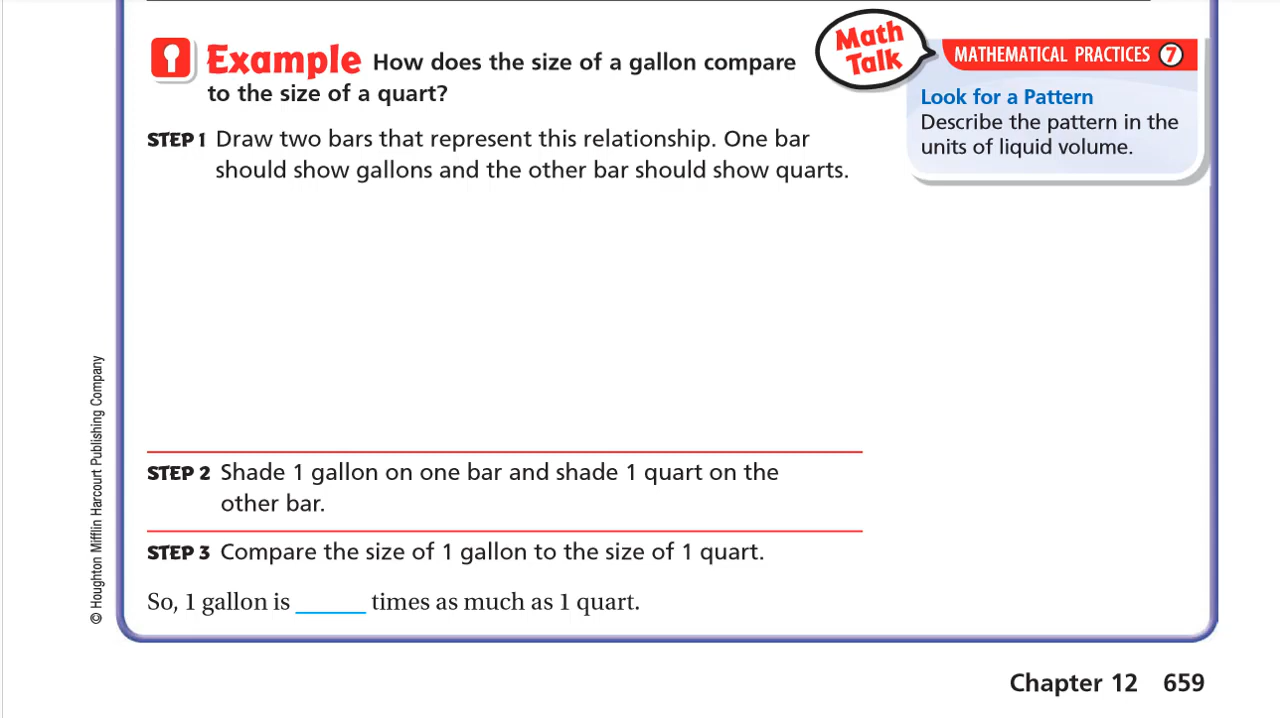 Example How does the size of a gallon compare
to the size of a quart?
Math
Talk
MATHEMATICAL PRACTICES 7
Look for a Pattern
Describe the pattern in the
units of liquid volume.
STEP 1 Draw two bars that represent this relationship. One bar
should show gallons and the other bar should show quarts.
STEP 2 Shade 1 gallon on one bar and shade 1 quart on the
other bar.
STEP 3 Compare the size of 1 gallon to the size of 1 quart.
So, 1 gallon is ______ times as much as 1 quart.
© Houghton Mifflin Harcourt Publishing Company
Chapter 12 659